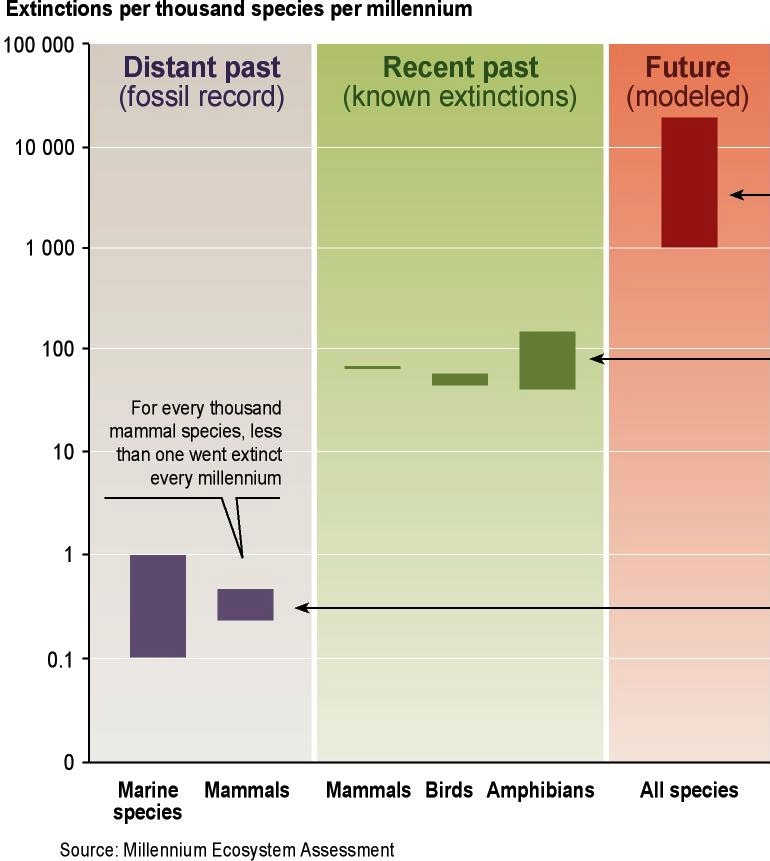 Extinctions per thousand species per millennium
100 000
Distant past
(fossil record)
Recent past
(known extinctions)
Future
(modeled)
10 000
1 000
100
For every thousand
mammal species, less
than one went extinct
every millennium
10
1
0.1
0
Marine
species
Mammals
Mammals
Birds
Amphibians
All species
Source: Millennium Ecosystem Assessment